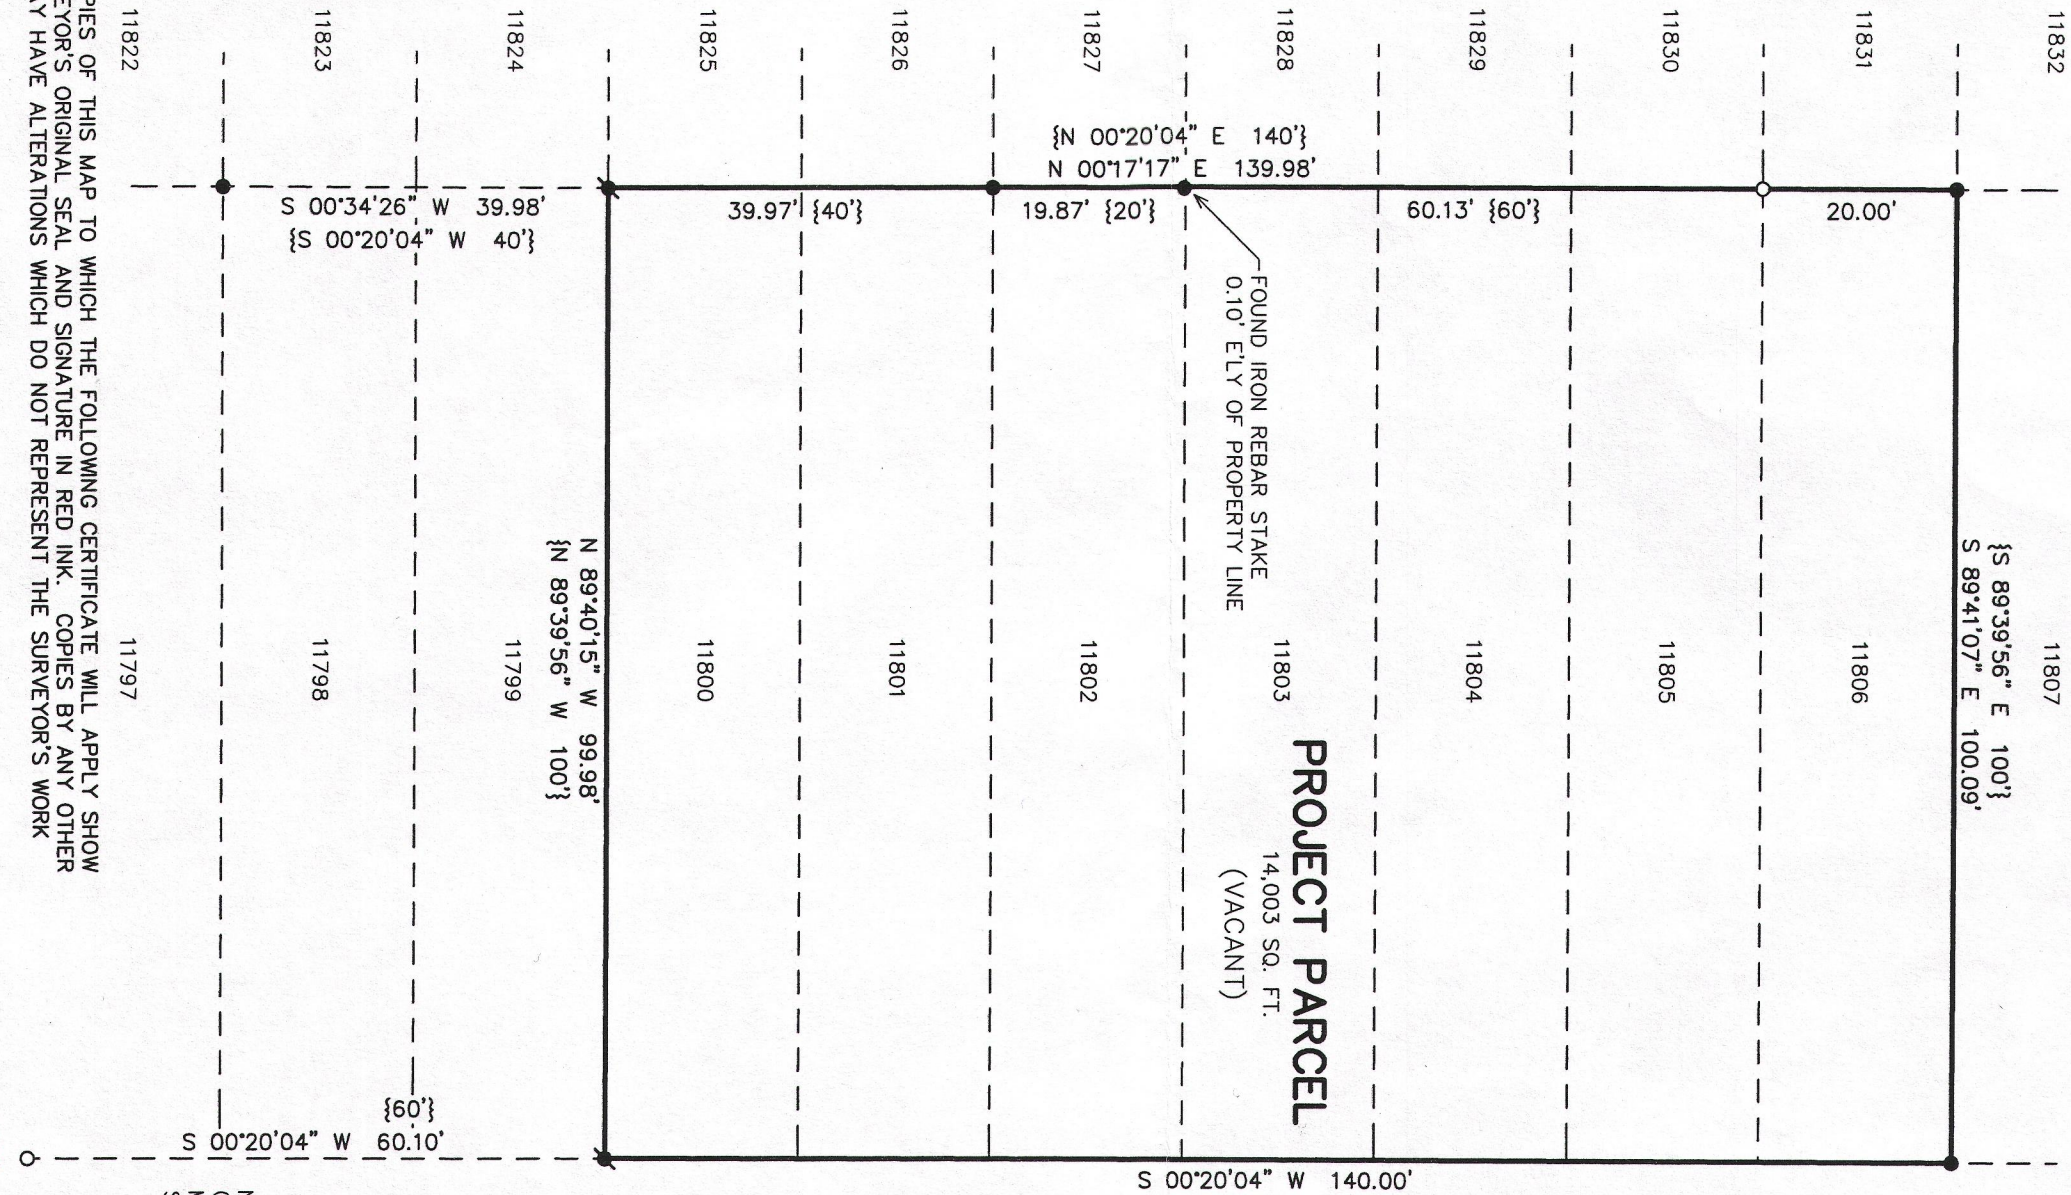 11822
11823
11824
11825
11826
11827
11828
11829
11830
11831
11832
{N 00°20'04" E 140'}
N 00°17'17" E 139.98'
S 00°34'26" W 39.98'
{S 00°20'04" W 40'}
39.97' {40'}
19.87' {20'}
60.13' {60'}
20.00'
FOUND IRON REBAR STAKE
0.10' E'LY OF PROPERTY LINE
{S 89°39'56" E 100'}
S 89°41'07" E 100.09'
N 89°40'15" W 99.98'
{N 89°39'56" W 100'}
11797
11798
11799
11800
11801
11802
11803
11804
11805
11806
11807
PROJECT PARCEL
14,003 SQ. FT.
(VACANT)
{60'}
S 00°20'04" W 60.10'
S 00°20'04" W 140.00'
OF THIS MAP TO WHICH THE FOLLOWING CERTIFICATE WILL APPLY SHOW
ORIGINAL SEAL AND SIGNATURE IN RED INK. COPIES BY ANY OTHER
HAVE ALTERATIONS WHICH DO NOT REPRESENT THE SURVEYOR'S WORK